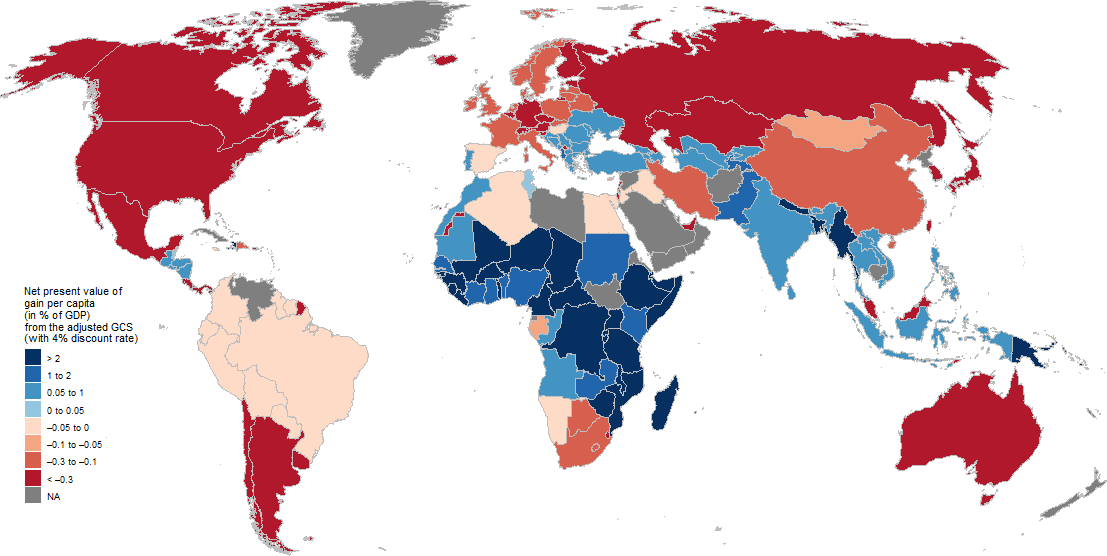 Net present value of
gain per capita
(in % of GDP)
from the adjusted GCS
(with 4% discount rate)
> 2
1 to 2
0.05 to 1
0 to 0.05
–0.05 to 0
–0.1 to –0.05
–0.3 to –0.1
< –0.3
NA